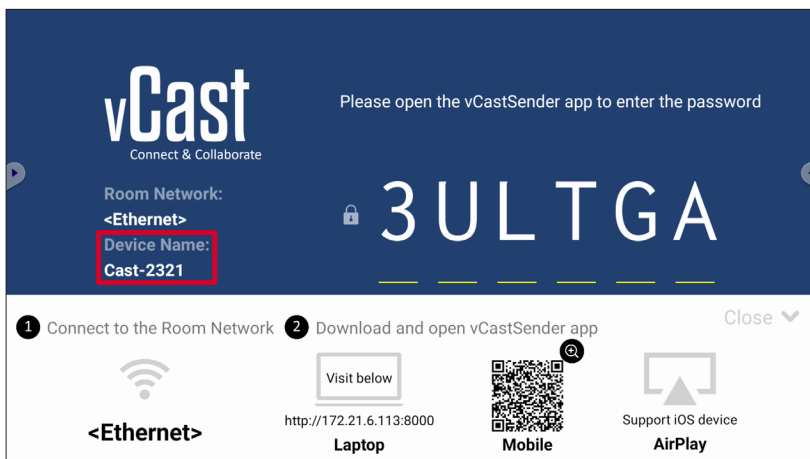 vCast
Connect & Collaborate
Please open the vCastSender app to enter the password
Room Network:
<Ethernet>
Device Name:
Cast-2321
3ULTGA
Close
1 Connect to the Room Network
2 Download and open vCastSender app
<Ethernet>
Visit below
http://172.21.6.113:8000
Laptop
Mobile
Support iOS device
AirPlay